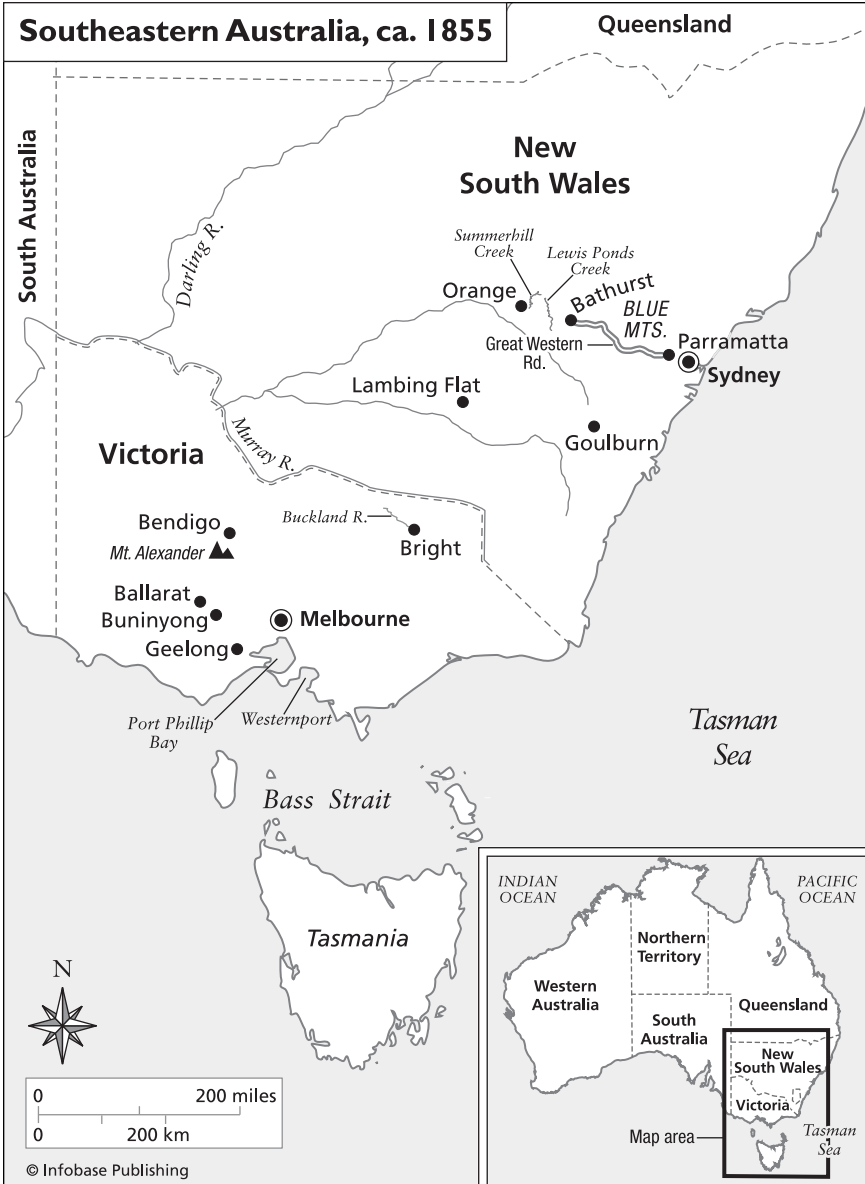 Southeastern Australia, ca. 1855
Queensland
South Australia
New
South Wales
Darling R.
Summerhill
Creek
Lewis Ponds
Creek
Orange
Bathurst
BLUE
MTS.
Great Western
Rd.
Parramatta
Sydney
Lambing Flat
Goulburn
Murray R.
Victoria
Bendigo
Mt. Alexander
Buckland R.
Bright
Ballarat
Buninyong
Melbourne
Geelong
Port Phillip
Bay
Westernport
Tasman
Sea
Bass Strait
Tasmania
N
0
200 miles
0
200 km
© Infobase Publishing
INDIAN
OCEAN
PACIFIC
OCEAN
Northern
Territory
Western
Australia
Queensland
South
Australia
New
South Wales
Victoria
Map area
Tasman
Sea